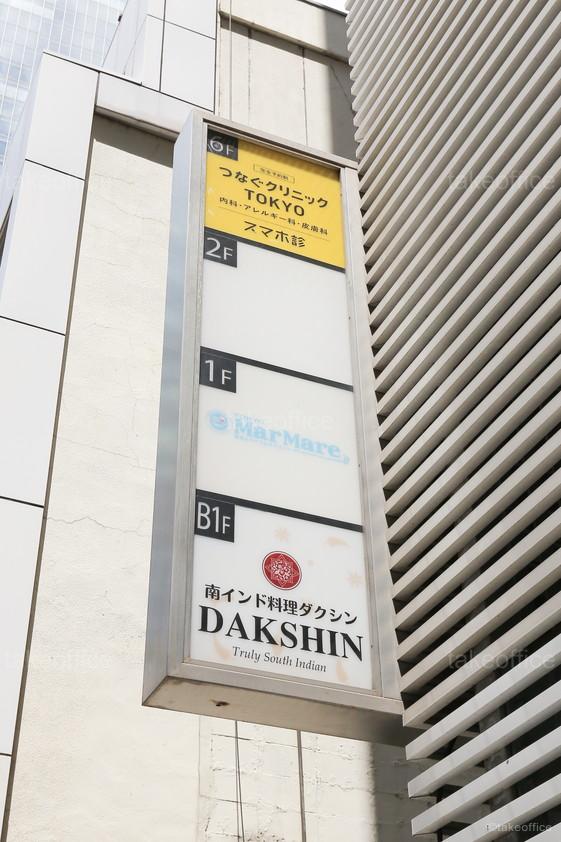 6F
完全予約制
つなぐクリニック
TOKYO
内科・アレルギー科・皮膚科
スマホ診
2F
1F
MarMare
B1F
南インド料理ダクシン
DAKSHIN
Truly South Indian
takeoffice
takeoffice
takeoffice
takeoffice
takeoffice
©takeoffice